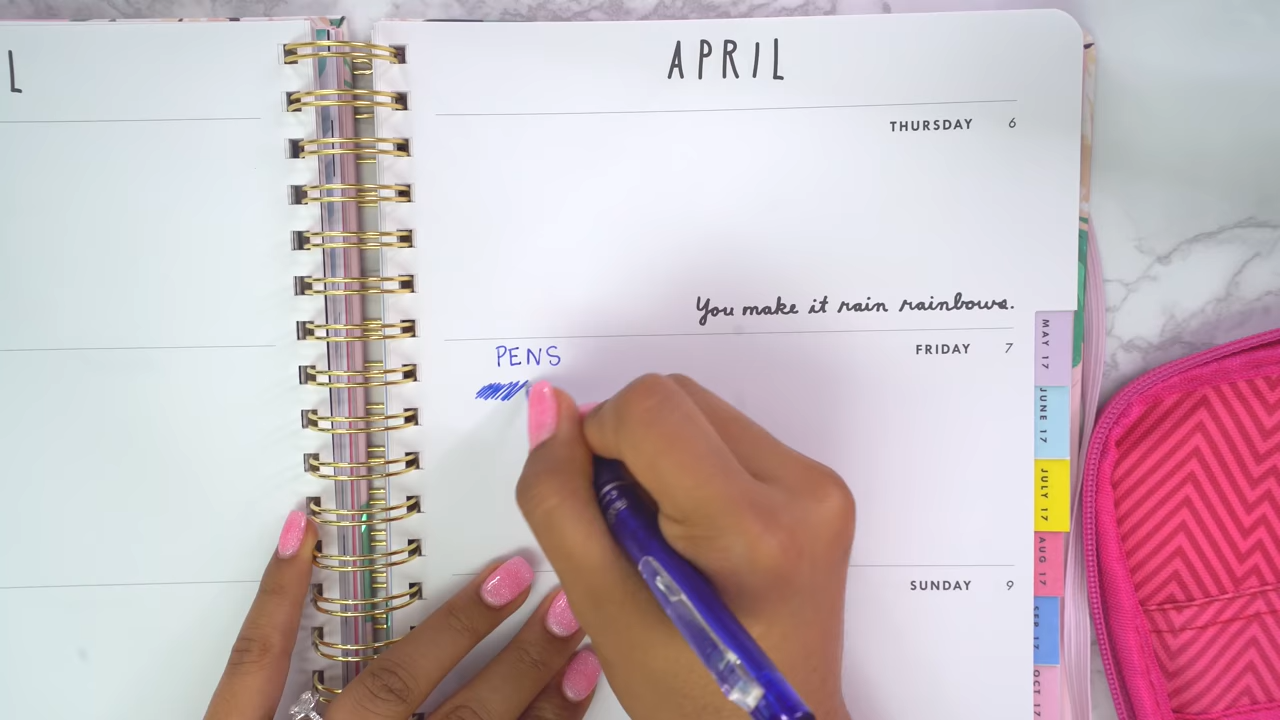 L
APRIL
THURSDAY 6
You make it rain rainbows.
FRIDAY 7
PENS
SUNDAY 9
MAY 17
JUNE 17
JULY 17
AUG 17
SEP 17
OCT 17